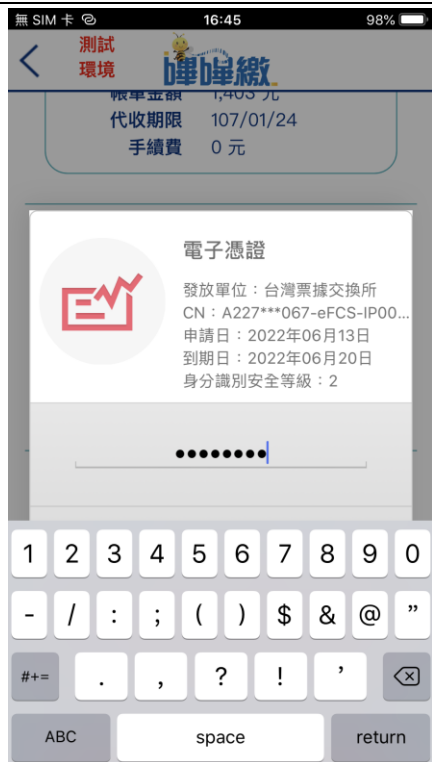 無 SIM 卡 16:45 98%
測試
環境
嗶嗶繳
帳單金額 1,403 元
代收期限 107/01/24
手續費 0 元
電子憑證
發放單位：台灣票據交換所
CN：A227***067-eFCS-IP00...
申請日：2022年06月13日
到期日：2022年06月20日
身分識別安全等級：2
••••••••
1 2 3 4 5 6 7 8 9 0
- / : ; ( ) $ & @ ”
#+= . , ? ! ’
ABC space return